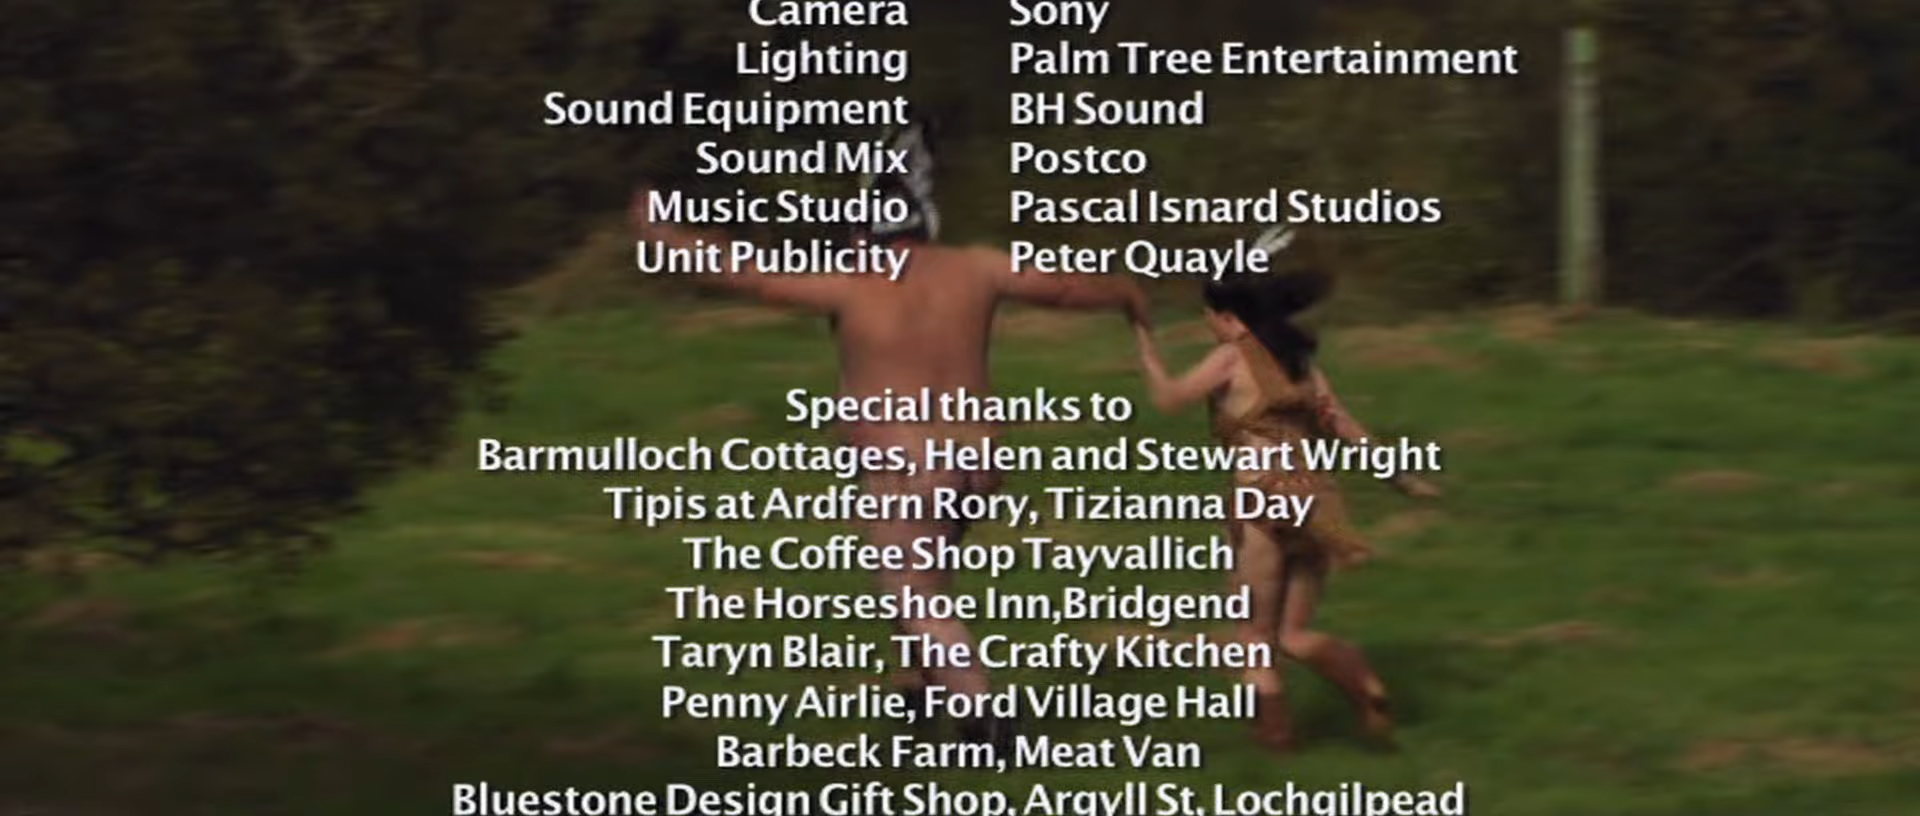 Camera Sony
Lighting Palm Tree Entertainment
Sound Equipment BH Sound
Sound Mix Postco
Music Studio Pascal Isnard Studios
Unit Publicity Peter Quayle
Special thanks to
Barmulloch Cottages, Helen and Stewart Wright
Tipis at Ardfern Rory, Tizianna Day
The Coffee Shop Tayvallich
The Horseshoe Inn,Bridgend
Taryn Blair, The Crafty Kitchen
Penny Airlie, Ford Village Hall
Barbeck Farm, Meat Van
Bluestone Design Gift Shop, Argyll St, Lochgilpead